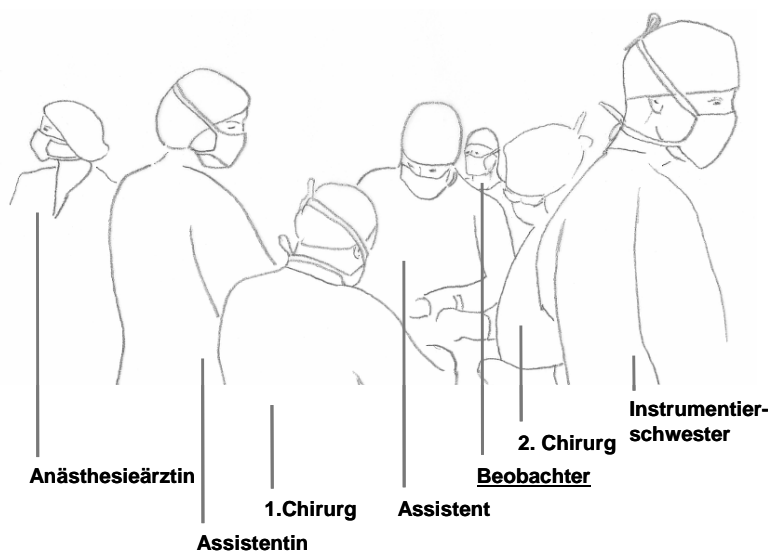 Instrumentier-
schwester
2. Chirurg
Beobachter
Anästhesieärztin
1.Chirurg
Assistent
Assistentin